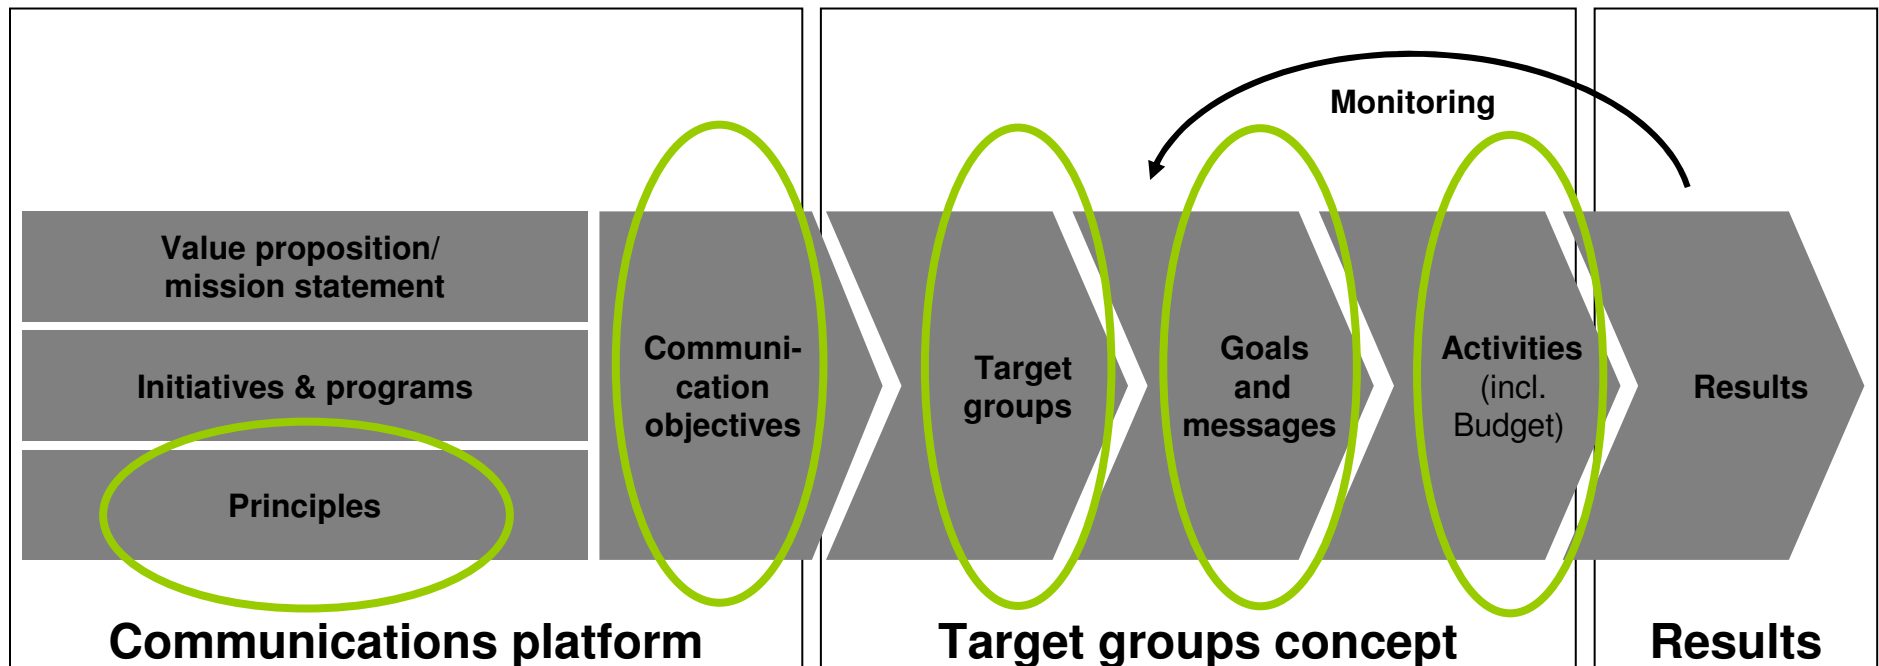 Monitoring
Value proposition/
mission statement
Initiatives & programs
Principles
Communi-
cation
objectives
Target
groups
Goals
and
messages
Activities
(incl.
Budget)
Results
Communications platform
Target groups concept
Results